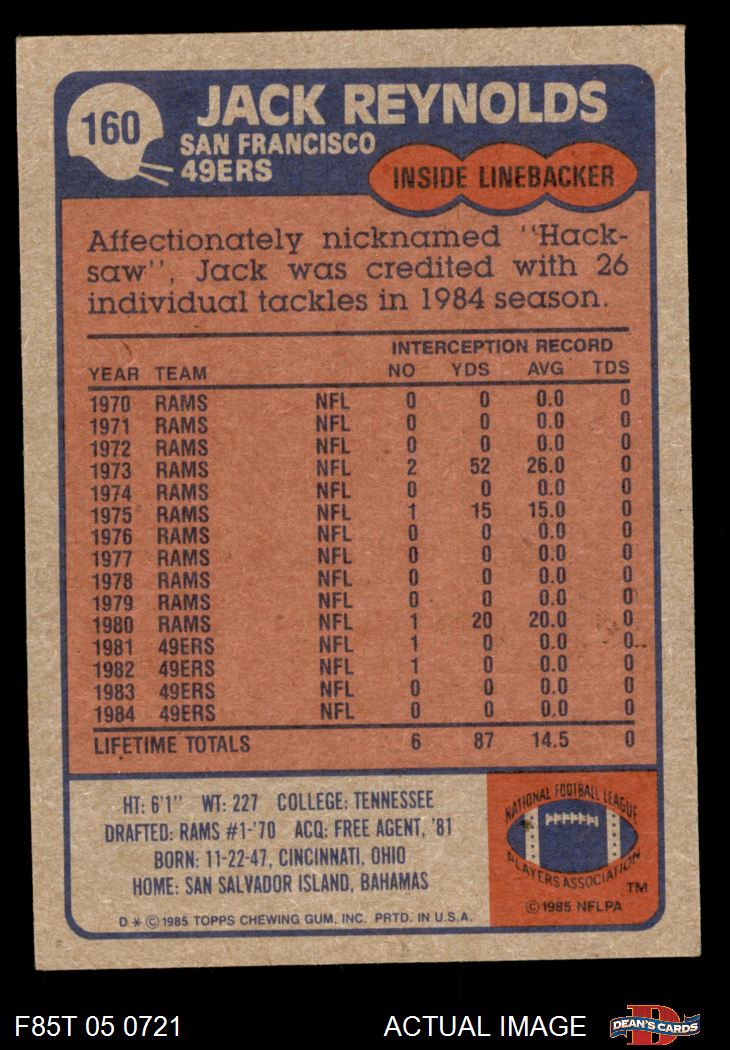 160
JACK REYNOLDS
SAN FRANCISCO
49ERS
INSIDE LINEBACKER
Affectionately nicknamed "Hack-
saw", Jack was credited with 26
individual tackles in 1984 season.
INTERCEPTION RECORD
YEAR TEAM NO YDS AVG TDS
1970 RAMS NFL 0 0 0.0 0
1971 RAMS NFL 0 0 0.0 0
1972 RAMS NFL 0 0 0.0 0
1973 RAMS NFL 2 52 26.0 0
1974 RAMS NFL 0 0 0.0 0
1975 RAMS NFL 1 15 15.0 0
1976 RAMS NFL 0 0 0.0 0
1977 RAMS NFL 0 0 0.0 0
1978 RAMS NFL 0 0 0.0 0
1979 RAMS NFL 0 0 0.0 0
1980 RAMS NFL 1 20 20.0 0
1981 49ERS NFL 1 0 0.0 0
1982 49ERS NFL 1 0 0.0 0
1983 49ERS NFL 0 0 0.0 0
1984 49ERS NFL 0 0 0.0 0
LIFETIME TOTALS 6 87 14.5 0
HT: 6'1" WT: 227 COLLEGE: TENNESSEE
DRAFTED: RAMS #1-'70 ACQ: FREE AGENT, '81
BORN: 11-22-47, CINCINNATI, OHIO
HOME: SAN SALVADOR ISLAND, BAHAMAS
D * © 1985 TOPPS CHEWING GUM, INC. PRTD. IN U.S.A.
NATIONAL FOOTBALL LEAGUE
PLAYERS ASSOCIATION
TM
© 1985 NFLPA
F85T 05 0721
ACTUAL IMAGE
D
DEAN'S CARDS